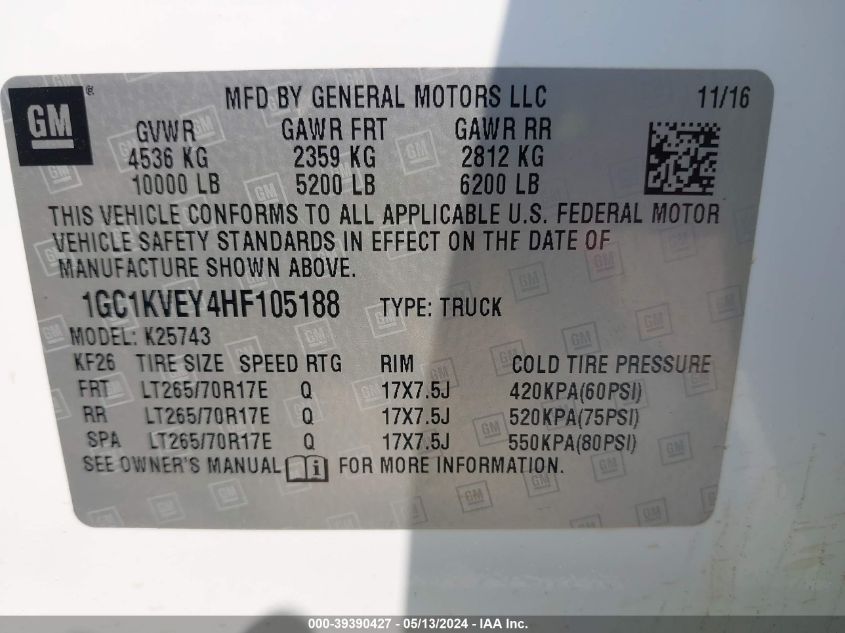 GM ® MFD BY GENERAL MOTORS LLC 11/16
GVWR GAWR FRT GAWR RR
4536 KG 2359 KG 2812 KG
10000 LB 5200 LB 6200 LB
THIS VEHICLE CONFORMS TO ALL APPLICABLE U.S. FEDERAL MOTOR
VEHICLE SAFETY STANDARDS IN EFFECT ON THE DATE OF
MANUFACTURE SHOWN ABOVE.
1GC1KVEY4HF105188 TYPE: TRUCK
MODEL: K25743
KF26 TIRE SIZE SPEED RTG RIM COLD TIRE PRESSURE
FRT LT265/70R17E Q 17X7.5J 420KPA(60PSI)
RR LT265/70R17E Q 17X7.5J 520KPA(75PSI)
SPA LT265/70R17E Q 17X7.5J 550KPA(80PSI)
SEE OWNER'S MANUAL i FOR MORE INFORMATION.
000-39390427 - 05/13/2024 - IAA Inc.